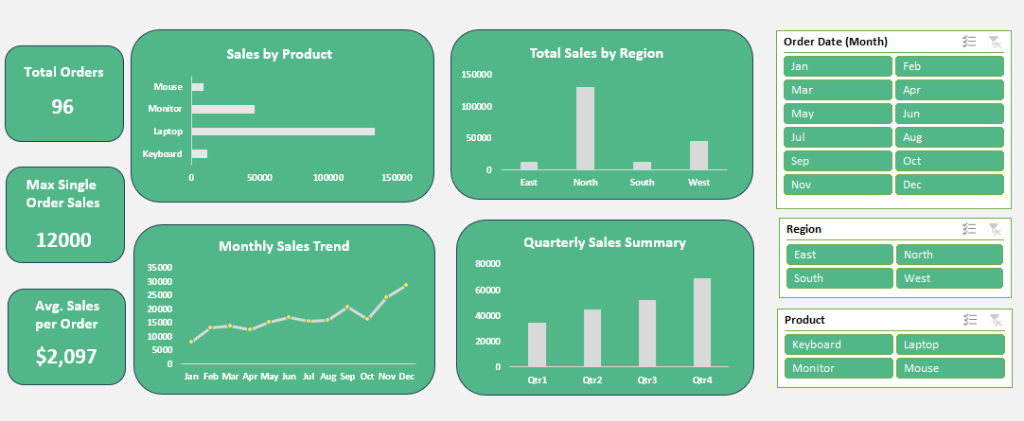 Total Orders
96
Max Single
Order Sales
12000
Avg. Sales
per Order
$2,097
Sales by Product
Mouse
Monitor
Laptop
Keyboard
0 50000 100000 150000
Total Sales by Region
150000
100000
50000
0
East North South West
Monthly Sales Trend
35000
30000
25000
20000
15000
10000
5000
0
Jan Feb Mar Apr May Jun Jul Aug Sep Oct Nov Dec
Quarterly Sales Summary
80000
60000
40000
20000
0
Qtr1 Qtr2 Qtr3 Qtr4
Order Date (Month)
Jan Feb
Mar Apr
May Jun
Jul Aug
Sep Oct
Nov Dec
Region
East North
South West
Product
Keyboard Laptop
Monitor Mouse